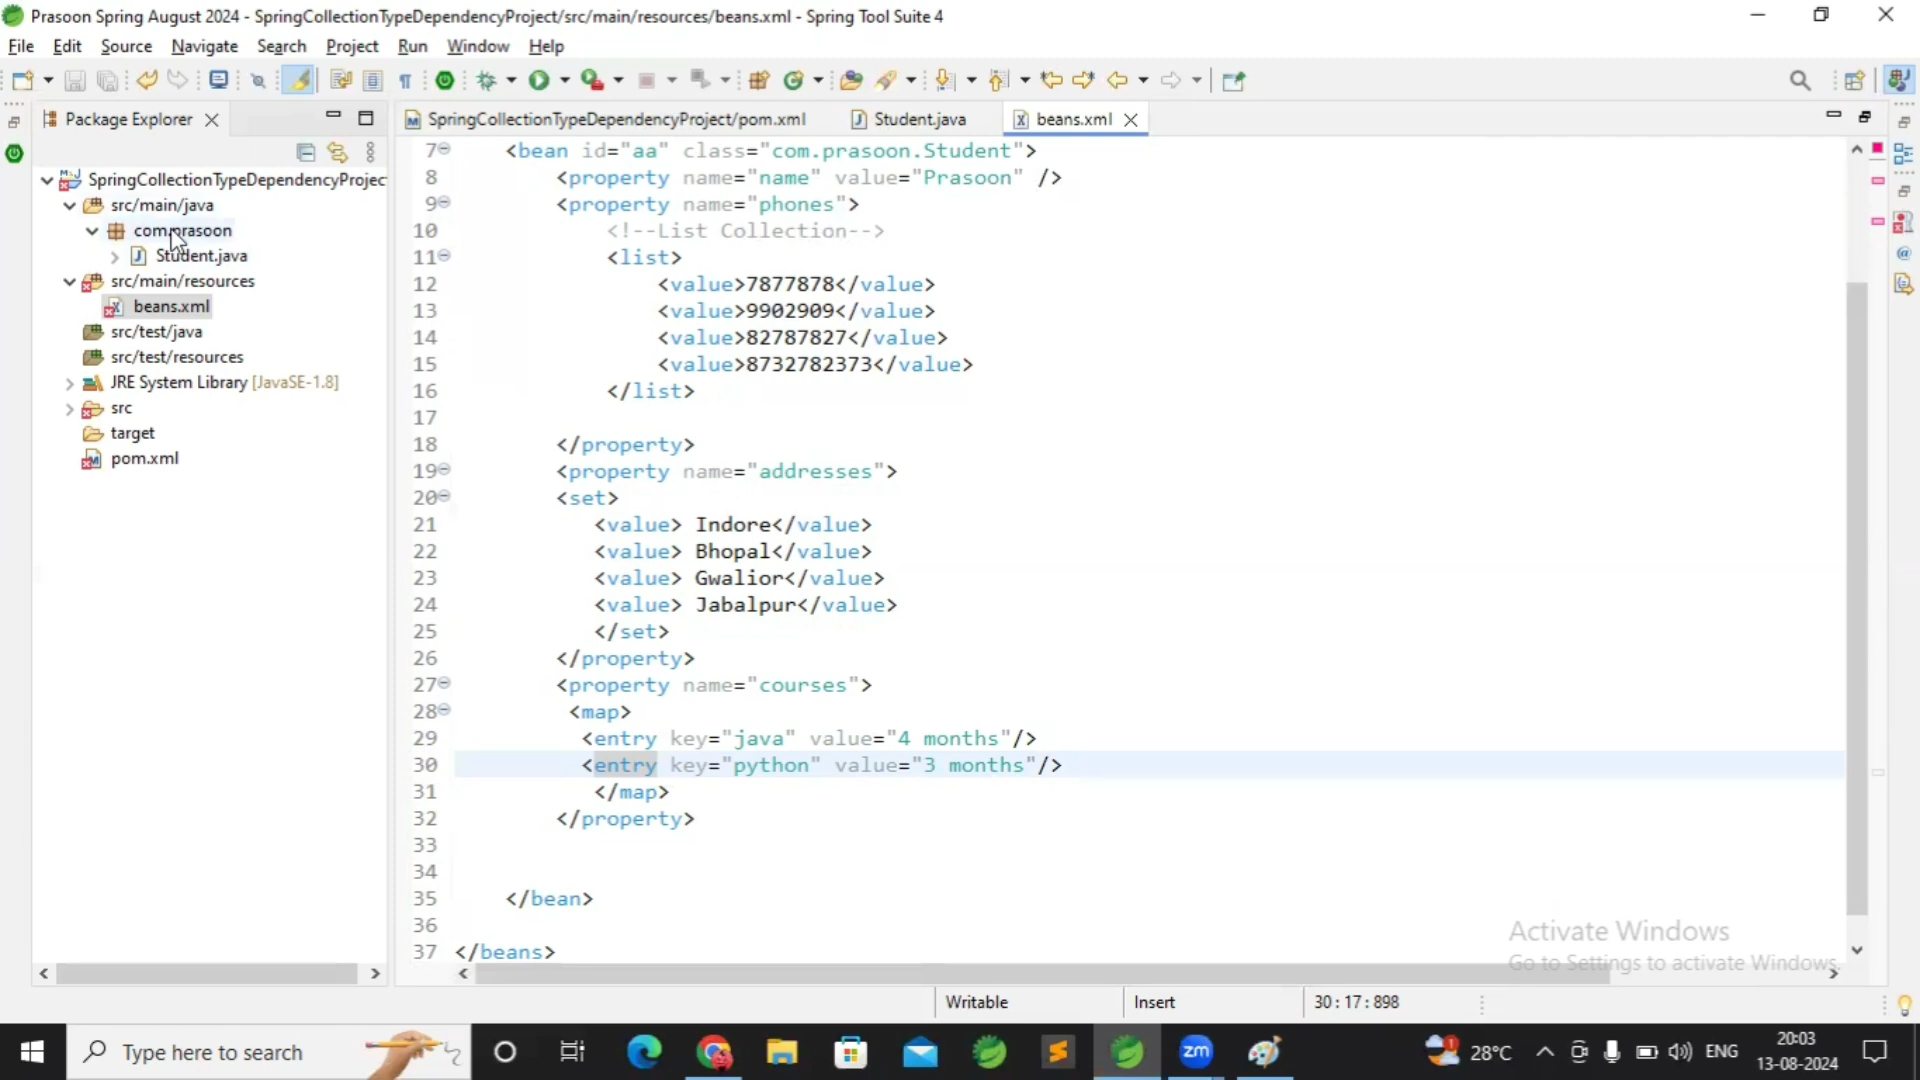 Prasoon Spring August 2024 - SpringCollectionTypeDependencyProject/src/main/resources/beans.xml - Spring Tool Suite 4
File Edit Source Navigate Search Project Run Window Help
Package Explorer
SpringCollectionTypeDependencyProject/pom.xml
Student.java
beans.xml
SpringCollectionTypeDependencyProjec
src/main/java
com.prasoon
Student.java
src/main/resources
beans.xml
src/test/java
src/test/resources
JRE System Library [JavaSE-1.8]
src
target
pom.xml
7 <bean id="aa" class="com.prasoon.Student">
8 <property name="name" value="Prasoon" />
9 <property name="phones">
10 <!--List Collection-->
11 <list>
12 <value>7877878</value>
13 <value>9902909</value>
14 <value>82787827</value>
15 <value>8732782373</value>
16 </list>
17
18 </property>
19 <property name="addresses">
20 <set>
21 <value> Indore</value>
22 <value> Bhopal</value>
23 <value> Gwalior</value>
24 <value> Jabalpur</value>
25 </set>
26 </property>
27 <property name="courses">
28 <map>
29 <entry key="java" value="4 months"/>
30 <entry key="python" value="3 months"/>
31 </map>
32 </property>
33
34
35 </bean>
36
37 </beans>
Activate Windows
Go to Settings to activate Windows.
Writable
Insert
30 : 17 : 898
Type here to search
zm
28°C
ENG
20:03
13-08-2024